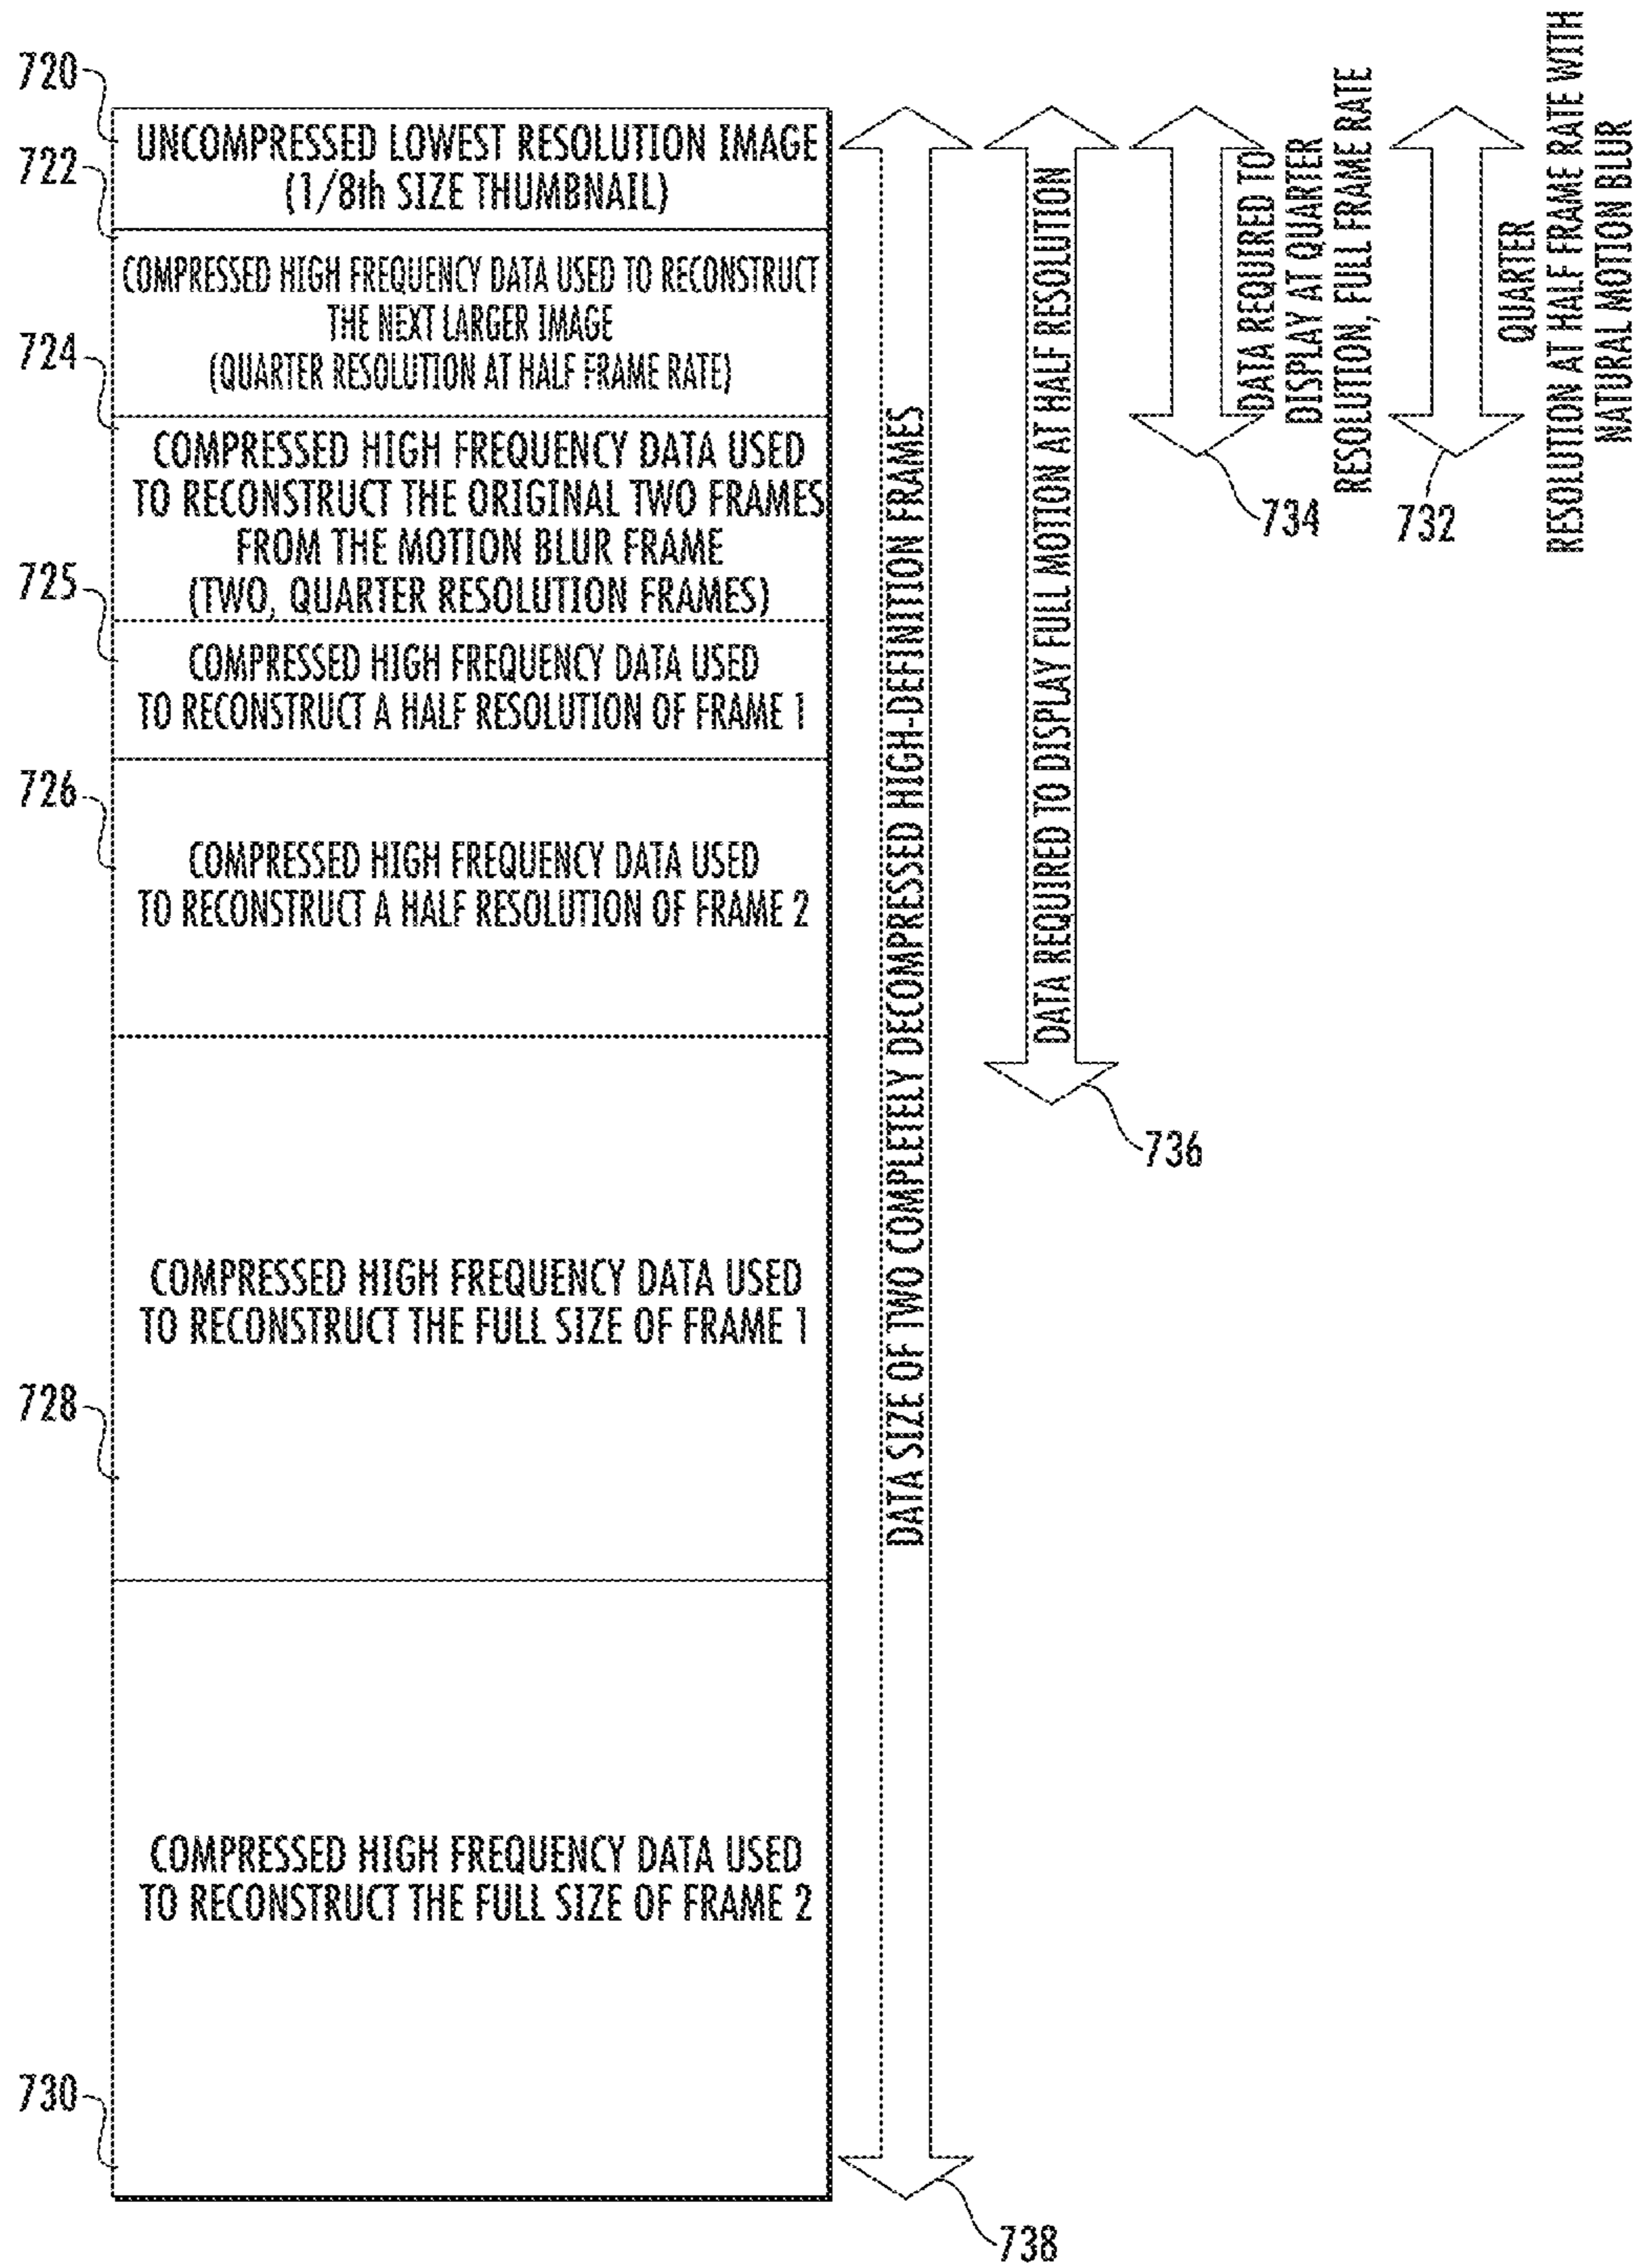 720
UNCOMPRESSED LOWEST RESOLUTION IMAGE
(1/8th SIZE THUMBNAIL)
722
COMPRESSED HIGH FREQUENCY DATA USED TO RECONSTRUCT
THE NEXT LARGER IMAGE
(QUARTER RESOLUTION AT HALF FRAME RATE)
724
COMPRESSED HIGH FREQUENCY DATA USED
TO RECONSTRUCT THE ORIGINAL TWO FRAMES
FROM THE MOTION BLUR FRAME
(TWO, QUARTER RESOLUTION FRAMES)
725
COMPRESSED HIGH FREQUENCY DATA USED
TO RECONSTRUCT A HALF RESOLUTION OF FRAME 1
726
COMPRESSED HIGH FREQUENCY DATA USED
TO RECONSTRUCT A HALF RESOLUTION OF FRAME 2
COMPRESSED HIGH FREQUENCY DATA USED
TO RECONSTRUCT THE FULL SIZE OF FRAME 1
728
COMPRESSED HIGH FREQUENCY DATA USED
TO RECONSTRUCT THE FULL SIZE OF FRAME 2
730
DATA SIZE OF TWO COMPLETELY DECOMPRESSED HIGH-DEFINITION FRAMES
738
DATA REQUIRED TO DISPLAY FULL MOTION AT HALF RESOLUTION
736
DATA REQUIRED TO
DISPLAY AT QUARTER
RESOLUTION, FULL FRAME RATE
734
QUARTER
RESOLUTION AT HALF FRAME RATE WITH
NATURAL MOTION BLUR
732